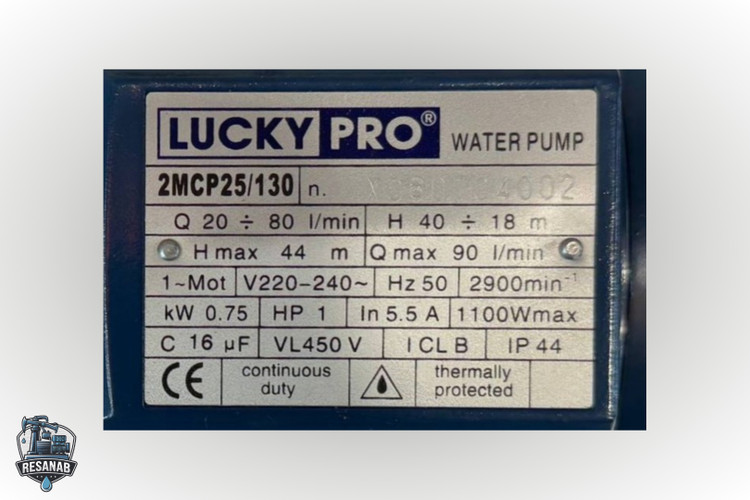 LUCKY PRO® WATER PUMP
2MCP25/130 n.
Q 20 ÷ 80 l/min H 40 ÷ 18 m
H max 44 m Q max 90 l/min
1~Mot V220-240~ Hz 50 2900min⁻¹
kW 0.75 HP 1 In 5.5 A 1100Wmax
C 16 µF VL450 V I CL B IP 44
CE continuous duty thermally protected
RESANAB